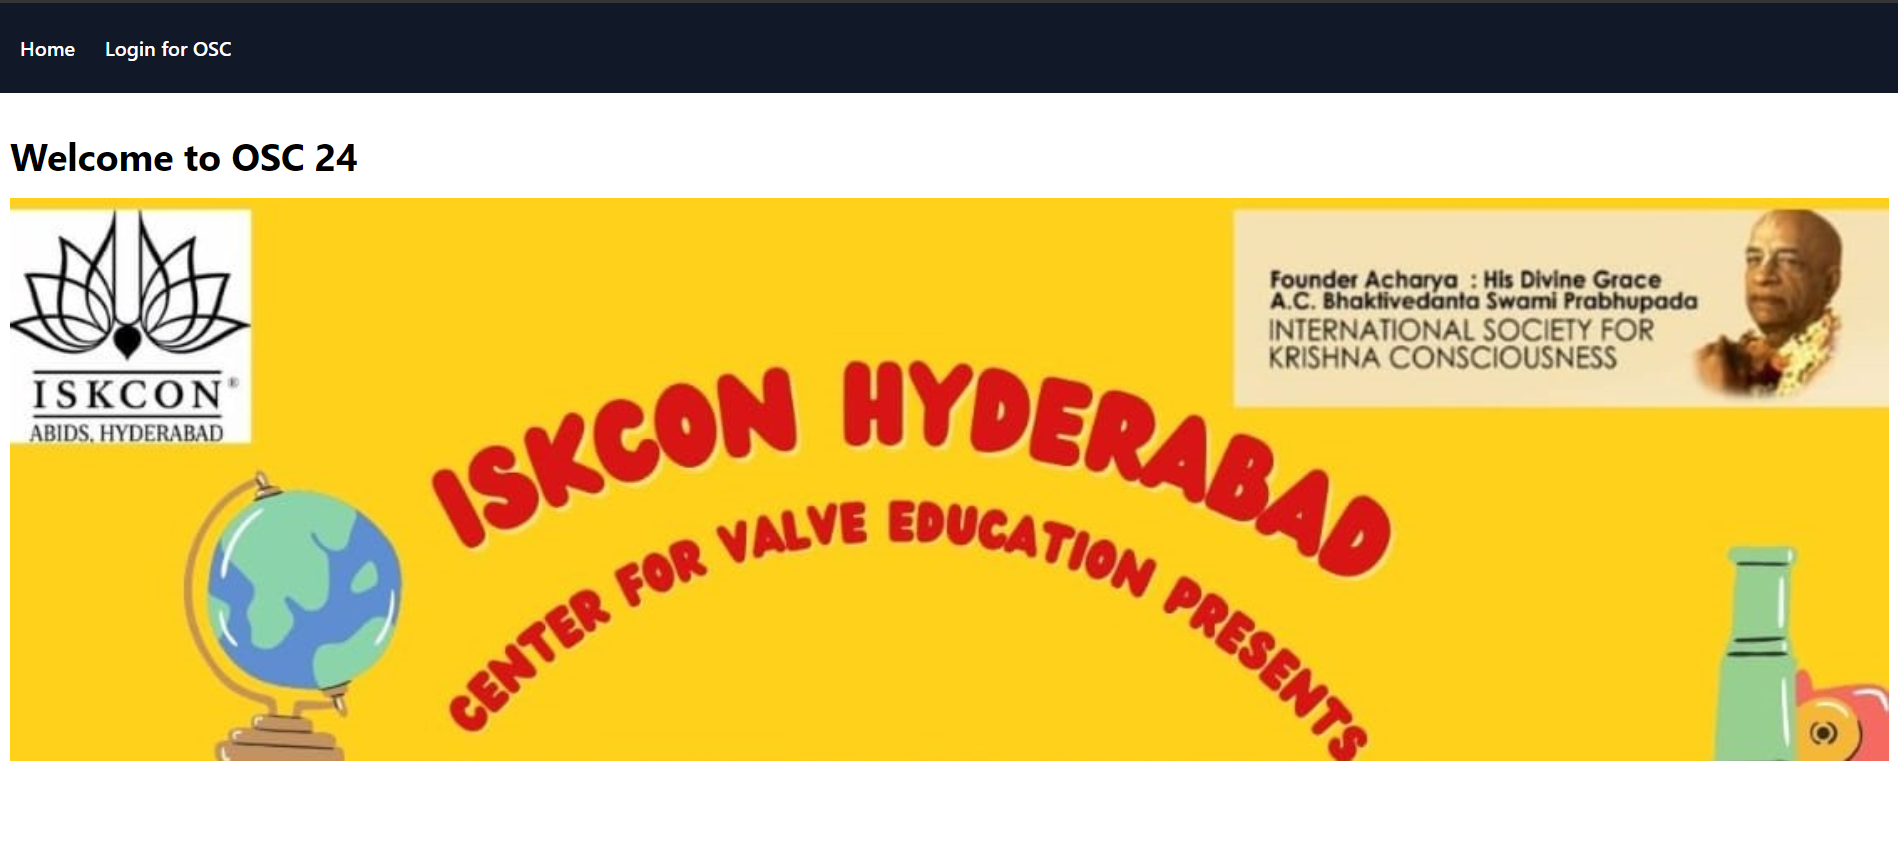 Home Login for OSC
Welcome to OSC 24
ISKCON®
ABIDS, HYDERABAD
Founder Acharya : His Divine Grace
A.C. Bhaktivedanta Swami Prabhupada
INTERNATIONAL SOCIETY FOR
KRISHNA CONSCIOUSNESS
ISKCON HYDERABAD
CENTER FOR VALVE EDUCATION PRESENTS